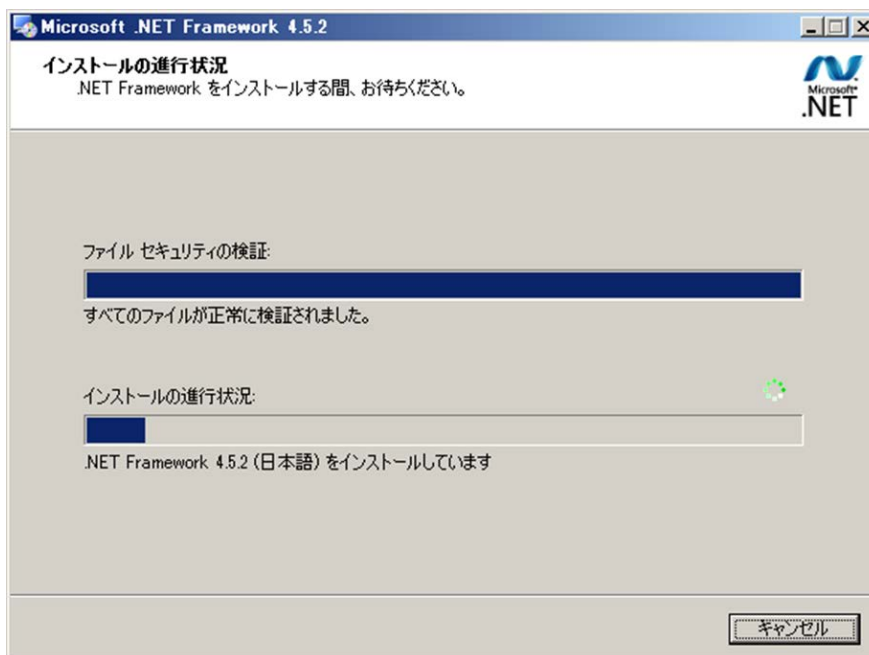 Microsoft .NET Framework 4.5.2
インストールの進行状況
.NET Framework をインストールする間、お待ちください。
Microsoft
.NET
ファイル セキュリティの検証:
すべてのファイルが正常に検証されました。
インストールの進行状況:
.NET Framework 4.5.2 (日本語) をインストールしています
キャンセル